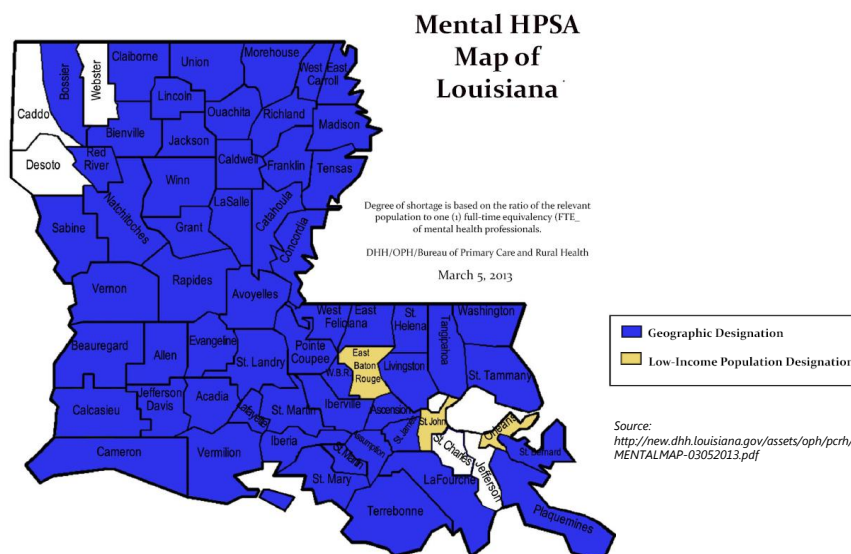 Mental HPSA
Map of
Louisiana
Claiborne
Union
Morehouse
West
Carroll
East
Bossier
Webster
Lincoln
Caddo
Ouachita
Richland
Madison
Bienville
Jackson
Desoto
Red
River
Caldwell
Franklin
Tensas
Winn
Natchitoches
LaSalle
Catahoula
Concordia
Sabine
Grant
Degree of shortage is based on the ratio of the relevant
population to one (1) full-time equivalency (FTE_
of mental health professionals.
DHH/OPH/Bureau of Primary Care and Rural Health
March 5, 2013
Vernon
Rapides
Avoyelles
West
Feliciana
East
St.
Helena
Tangipahoa
Washington
Beauregard
Allen
Evangeline
St. Landry
Pointe
Coupee
East
Baton
Rouge
W.B.R.
Livingston
St. Tammany
Calcasieu
Jefferson
Davis
Acadia
Lafayette
St. Martin
Iberville
Ascension
St. James
St John
Orleans
Cameron
Vermilion
Iberia
St. Martin
Assumption
St. Charles
Jefferson
St. Bernard
St. Mary
LaFourche
Terrebonne
Plaquemines
Geographic Designation
Low-Income Population Designation
Source:
http://new.dhh.louisiana.gov/assets/oph/pcrh/
MENTALMAP-03052013.pdf